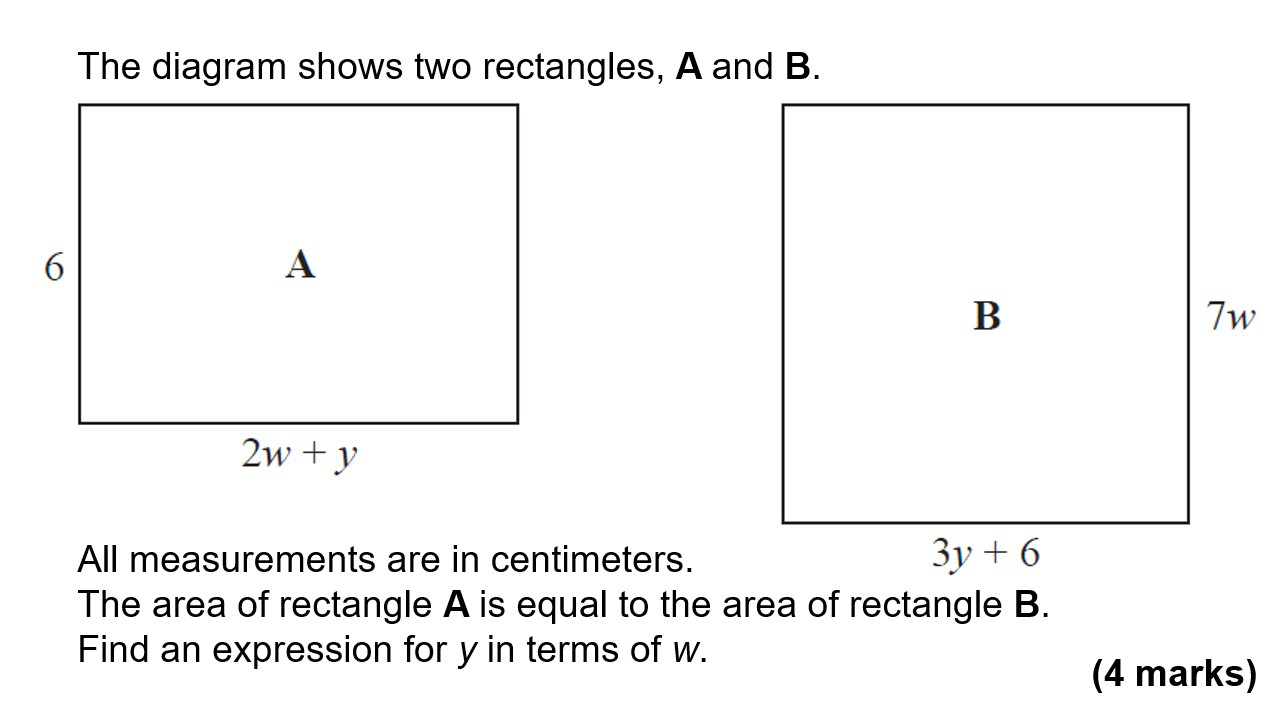 The diagram shows two rectangles, A and B.
6
A
2w + y
B
7w
3y + 6
All measurements are in centimeters.
The area of rectangle A is equal to the area of rectangle B.
Find an expression for y in terms of w.
(4 marks)